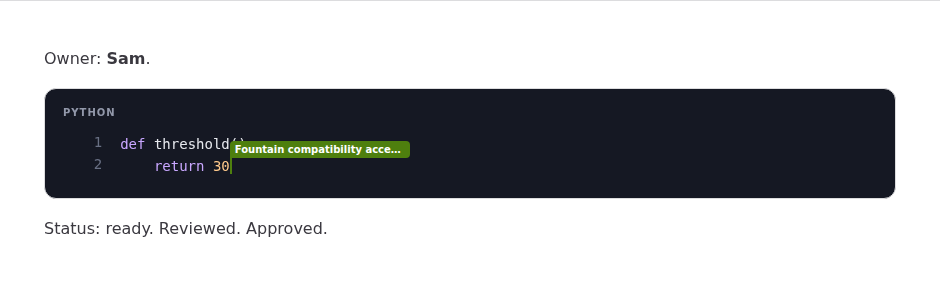 Owner: Sam.
PYTHON
1 def threshold()
Fountain compatibility acce…
2     return 30
Status: ready. Reviewed. Approved.